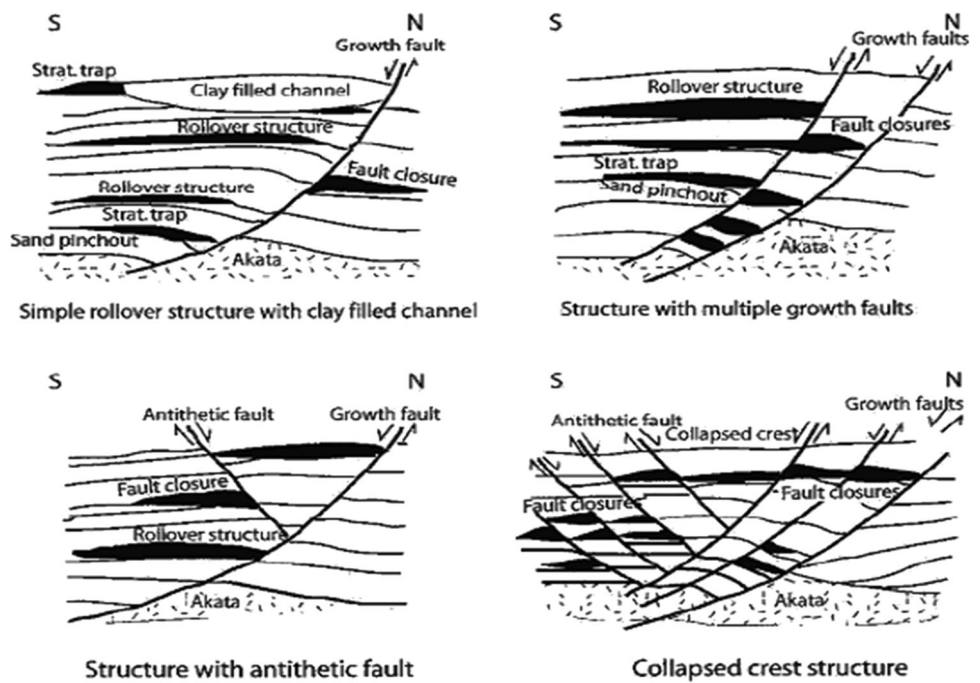 S N
Growth fault
Strat. trap
Clay filled channel
Rollover structure
Fault closure
Rollover structure
Strat. trap
Sand pinchout
Akata
Simple rollover structure with clay filled channel
S N
Growth faults
Rollover structure
Fault closures
Strat. trap
Sand pinchout
Akata
Structure with multiple growth faults
S N
Antithetic fault Growth fault
Fault closure
Rollover structure
Akata
Structure with antithetic fault
S N
Growth faults
Antithetic fault
Collapsed crest
Fault closures
Fault closures
Akata
Collapsed crest structure